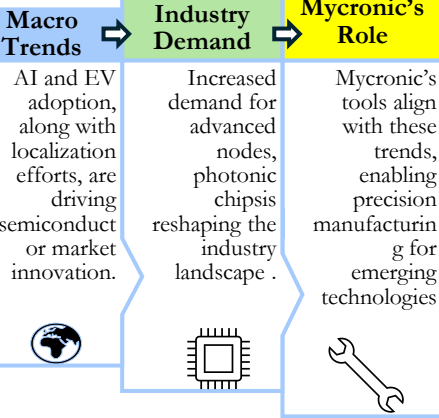 Macro
Trends
Industry
Demand
Mycronic's
Role
AI and EV
adoption,
along with
localization
efforts, are
driving
semiconduct
or market
innovation.
Increased
demand for
advanced
nodes,
photonic
chipsis
reshaping the
industry
landscape .
Mycronic's
tools align
with these
trends,
enabling
precision
manufacturin
g for
emerging
technologies